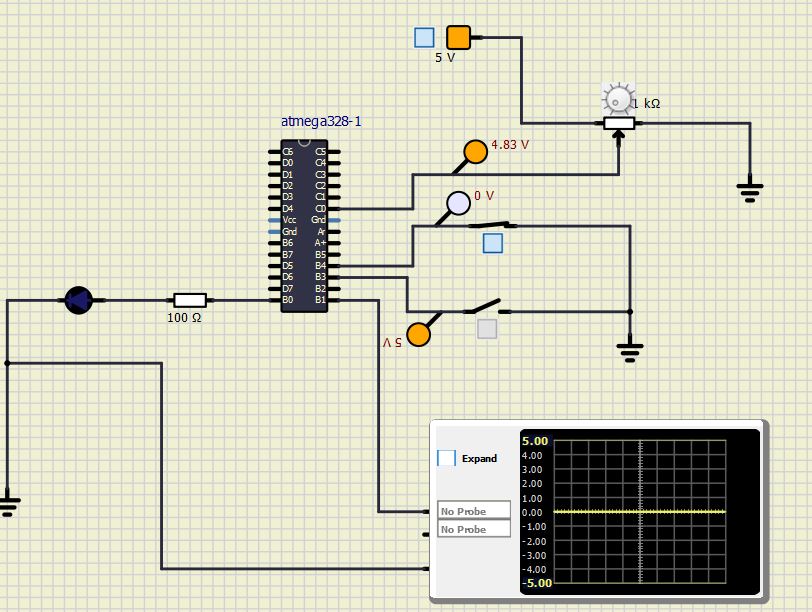 5 V
1 kΩ
atmega328-1
4.83 V
C6 C5
D0 C4
D1 C3
D2 C2
D3 C1
D4 C0
Vcc Gnd
Gnd Ar
B6 A+
B7 B5
D5 B4
D6 B3
D7 B2
B0 B1
0 V
100 Ω
5 V
Expand
No Probe
No Probe
5.00
4.00
3.00
2.00
1.00
0.00
-1.00
-2.00
-3.00
-4.00
-5.00